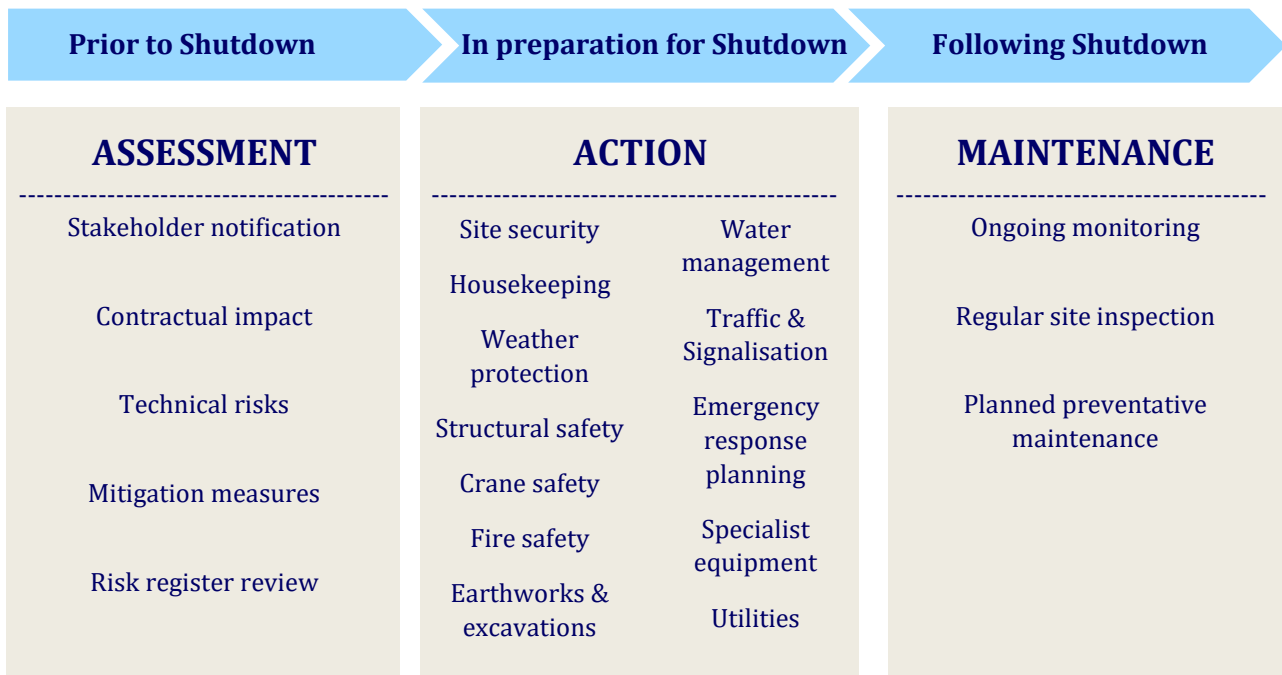 Prior to Shutdown
In preparation for Shutdown
Following Shutdown
ASSESSMENT
Stakeholder notification
Contractual impact
Technical risks
Mitigation measures
Risk register review
ACTION
Site security
Housekeeping
Weather
protection
Structural safety
Crane safety
Fire safety
Earthworks &
excavations
Water
management
Traffic &
Signalisation
Emergency
response
planning
Specialist
equipment
Utilities
MAINTENANCE
Ongoing monitoring
Regular site inspection
Planned preventative
maintenance